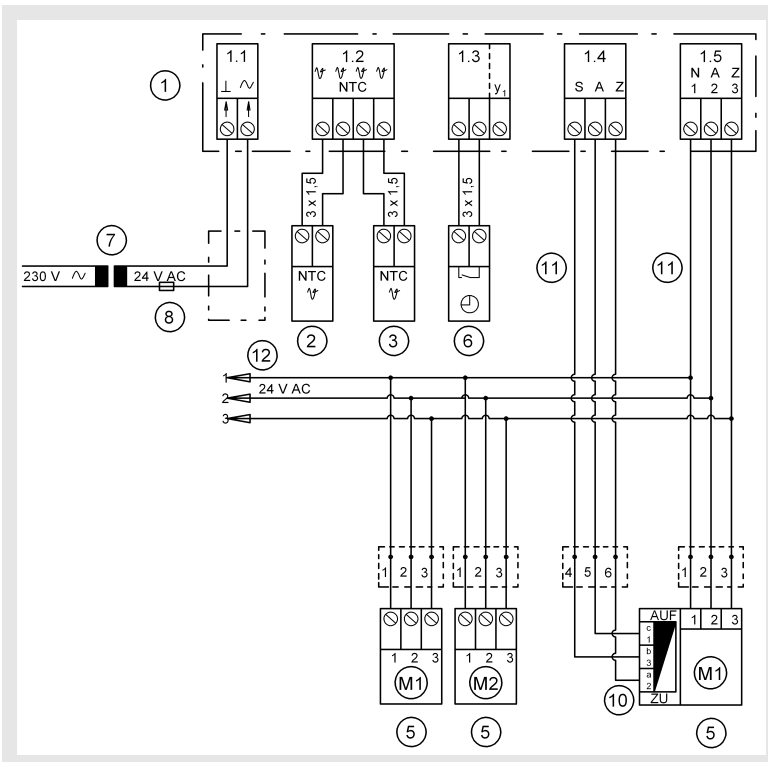 1.1 1.2 1.3 1.4 1.5
1
⊥ ∿
ϑ ϑ ϑ ϑ
NTC
y1
S A Z
N A Z
1 2 3
3 x 1,5
3 x 1,5
3 x 1,5
7
230 V ∿ 24 V AC
8
NTC
ϑ
NTC
ϑ
11
11
2
3
6
12
1
24 V AC
2
3
1 2 3
1 2 3
4 5 6
1 2 3
1 2 3
M1
1 2 3
M2
AUF
c
1
b
3
a
2
ZU
1 2 3
M1
10
5
5
5